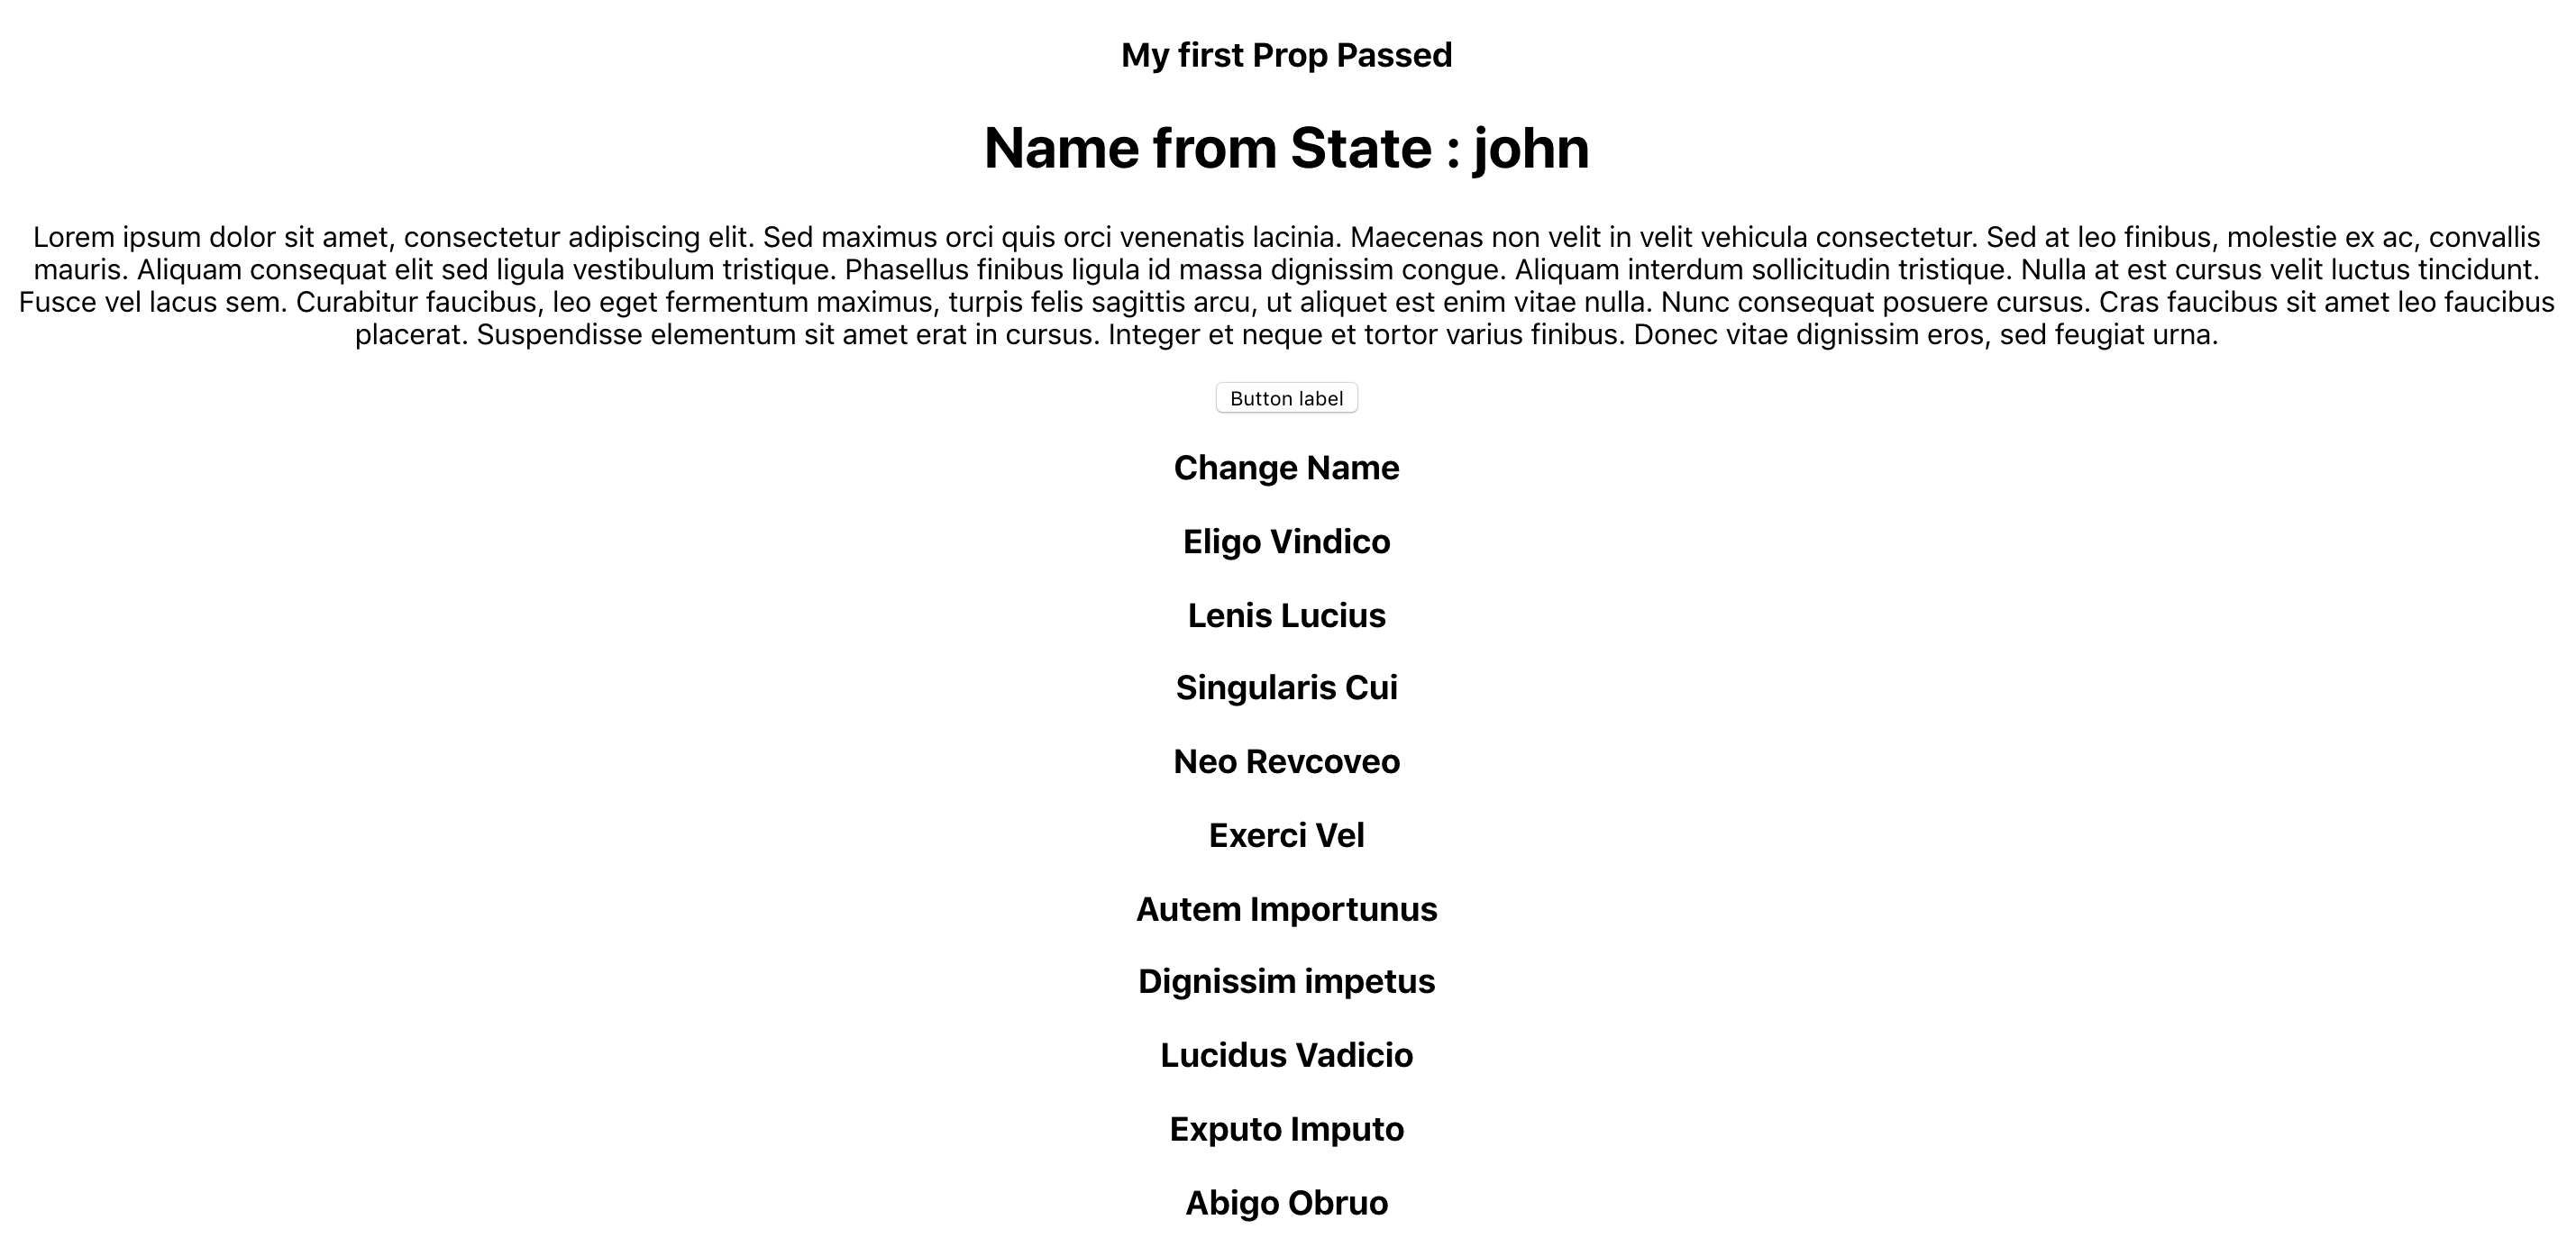 My first Prop Passed
Name from State : john
Lorem ipsum dolor sit amet, consectetur adipiscing elit. Sed maximus orci quis orci venenatis lacinia. Maecenas non velit in velit vehicula consectetur. Sed at leo finibus, molestie ex ac, convallis
mauris. Aliquam consequat elit sed ligula vestibulum tristique. Phasellus finibus ligula id massa dignissim congue. Aliquam interdum sollicitudin tristique. Nulla at est cursus velit luctus tincidunt.
Fusce vel lacus sem. Curabitur faucibus, leo eget fermentum maximus, turpis felis sagittis arcu, ut aliquet est enim vitae nulla. Nunc consequat posuere cursus. Cras faucibus sit amet leo faucibus
placerat. Suspendisse elementum sit amet erat in cursus. Integer et neque et tortor varius finibus. Donec vitae dignissim eros, sed feugiat urna.
Button label
Change Name
Eligo Vindico
Lenis Lucius
Singularis Cui
Neo Revcoveo
Exerci Vel
Autem Importunus
Dignissim impetus
Lucidus Vadicio
Exputo Imputo
Abigo Obruo